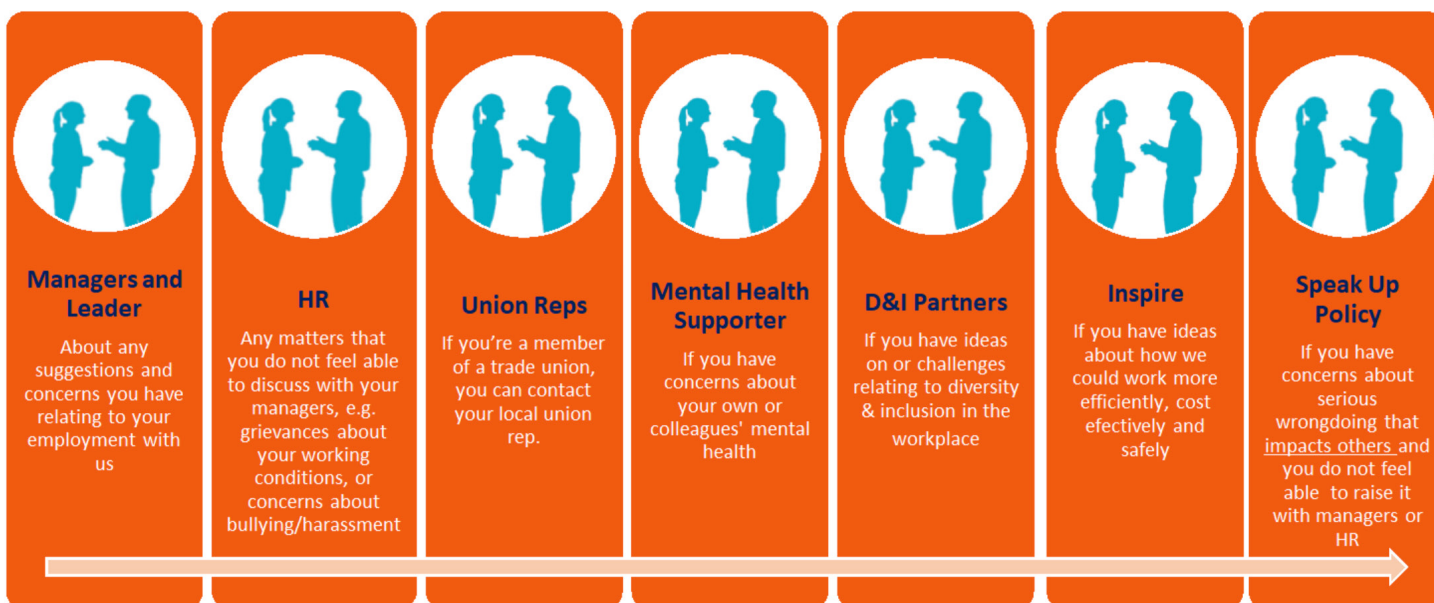 Managers and
Leader
About any
suggestions and
concerns you have
relating to your
employment with
us
HR
Any matters that
you do not feel able
to discuss with your
managers, e.g.
grievances about
your working
conditions, or
concerns about
bullying/harassment
Union Reps
If you're a member
of a trade union,
you can contact
your local union
rep.
Mental Health
Supporter
If you have
concerns about
your own or
colleagues' mental
health
D&I Partners
If you have ideas
on or challenges
relating to diversity
& inclusion in the
workplace
Inspire
If you have ideas
about how we
could work more
efficiently, cost
efectively and
safely
Speak Up
Policy
If you have
concerns about
serious
wrongdoing that
impacts others and
you do not feel
able to raise it
with managers or
HR